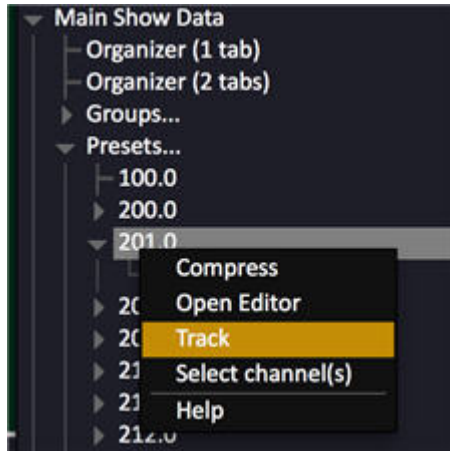 Main Show Data
Organizer (1 tab)
Organizer (2 tabs)
Groups...
Presets...
100.0
200.0
201.0
Compress
Open Editor
Track
Select channel(s)
Help
212.0